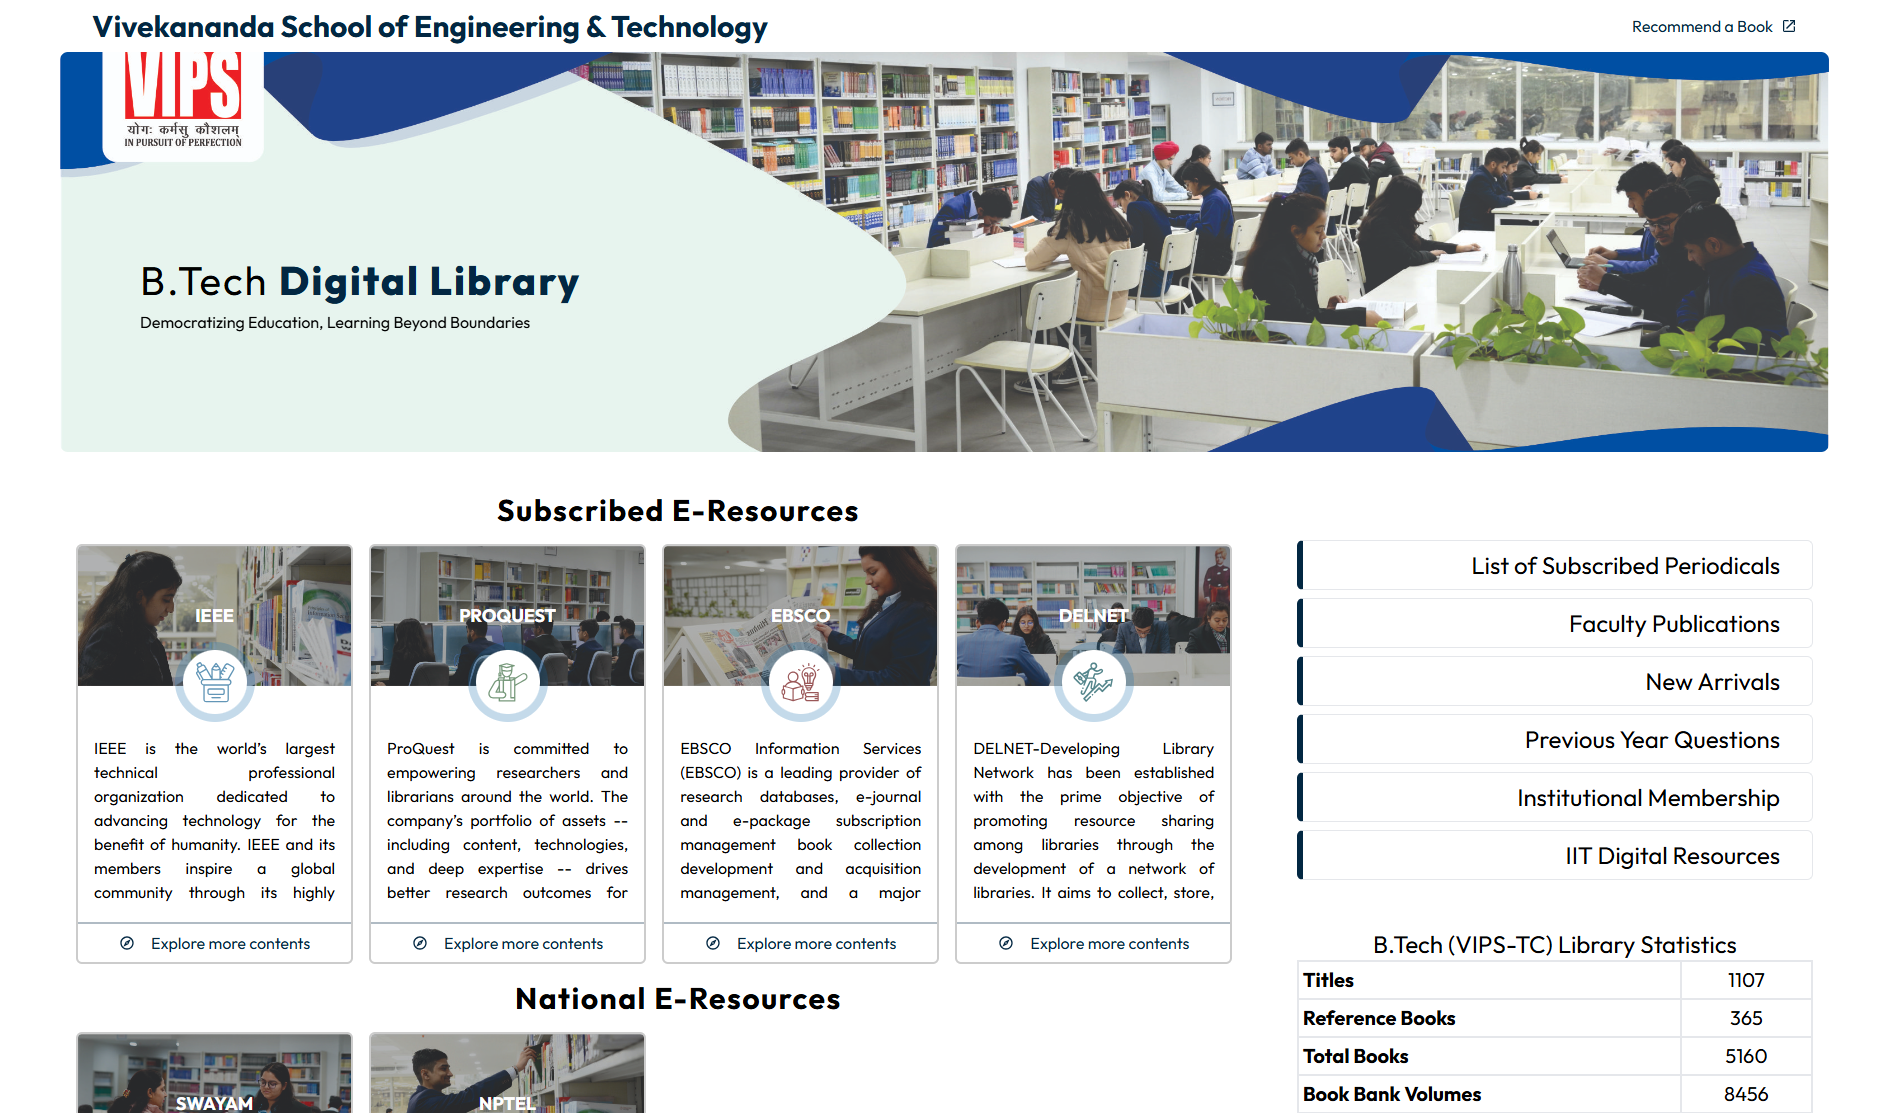 Vivekananda School of Engineering & Technology
Recommend a Book
VIPS
योगः कर्मसु कौशलम्
IN PURSUIT OF PERFECTION
B.Tech Digital Library
Democratizing Education, Learning Beyond Boundaries
Subscribed E-Resources
IEEE
IEEE is the world's largest
technical professional
organization dedicated to
advancing technology for the
benefit of humanity. IEEE and its
members inspire a global
community through its highly
Explore more contents
PROQUEST
ProQuest is committed to
empowering researchers and
librarians around the world. The
company's portfolio of assets --
including content, technologies,
and deep expertise -- drives
better research outcomes for
Explore more contents
EBSCO
EBSCO Information Services
(EBSCO) is a leading provider of
research databases, e-journal
and e-package subscription
management book collection
development and acquisition
management, and a major
Explore more contents
DELNET
DELNET-Developing Library
Network has been established
with the prime objective of
promoting resource sharing
among libraries through the
development of a network of
libraries. It aims to collect, store,
Explore more contents
National E-Resources
SWAYAM
NPTEL
List of Subscribed Periodicals
Faculty Publications
New Arrivals
Previous Year Questions
Institutional Membership
IIT Digital Resources
B.Tech (VIPS-TC) Library Statistics
Titles 1107
Reference Books 365
Total Books 5160
Book Bank Volumes 8456